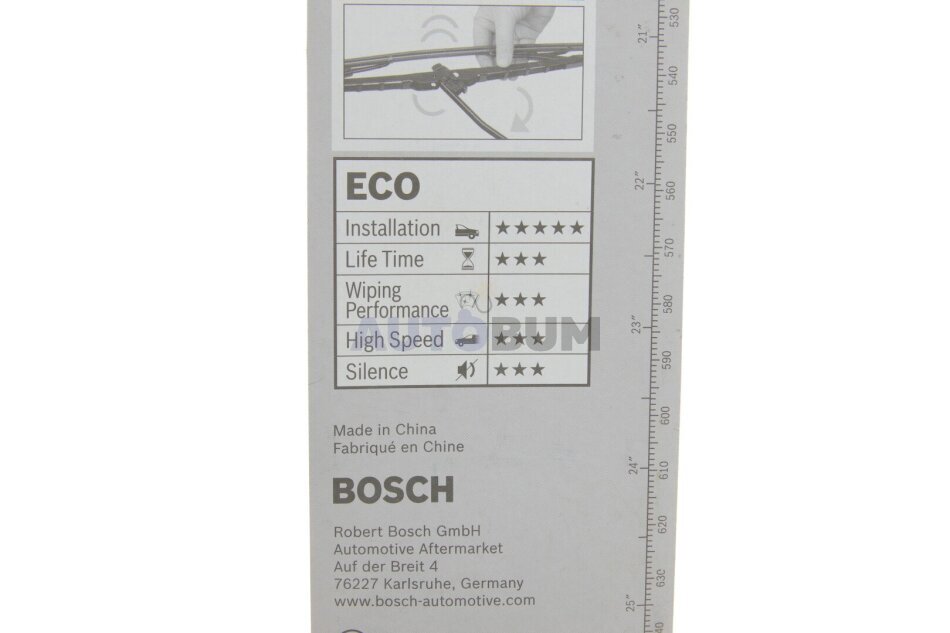 ECO
Installation ★★★★★
Life Time ★★★
Wiping
Performance ★★★
High Speed ★★★
Silence ★★★
AUTOBUM
Made in China
Fabriqué en Chine
BOSCH
Robert Bosch GmbH
Automotive Aftermarket
Auf der Breit 4
76227 Karlsruhe, Germany
www.bosch-automotive.com
530
21"
540
550
22"
560
570
580
23"
590
600
24"
610
620
630
25"